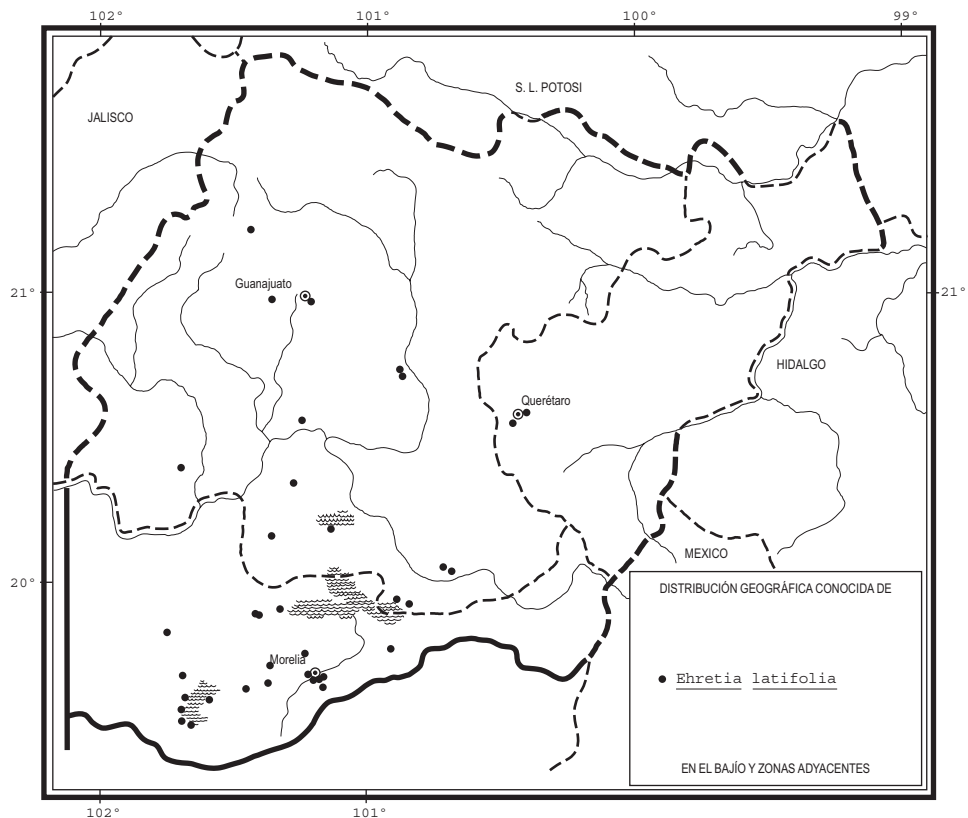 102° 101° 100° 99°
S. L. POTOSI
JALISCO
Guanajuato
21° 21°
HIDALGO
Querétaro
MEXICO
20°
DISTRIBUCIÓN GEOGRÁFICA CONOCIDA DE
Morelia
Ehretia latifolia
EN EL BAJÍO Y ZONAS ADYACENTES
102° 101°